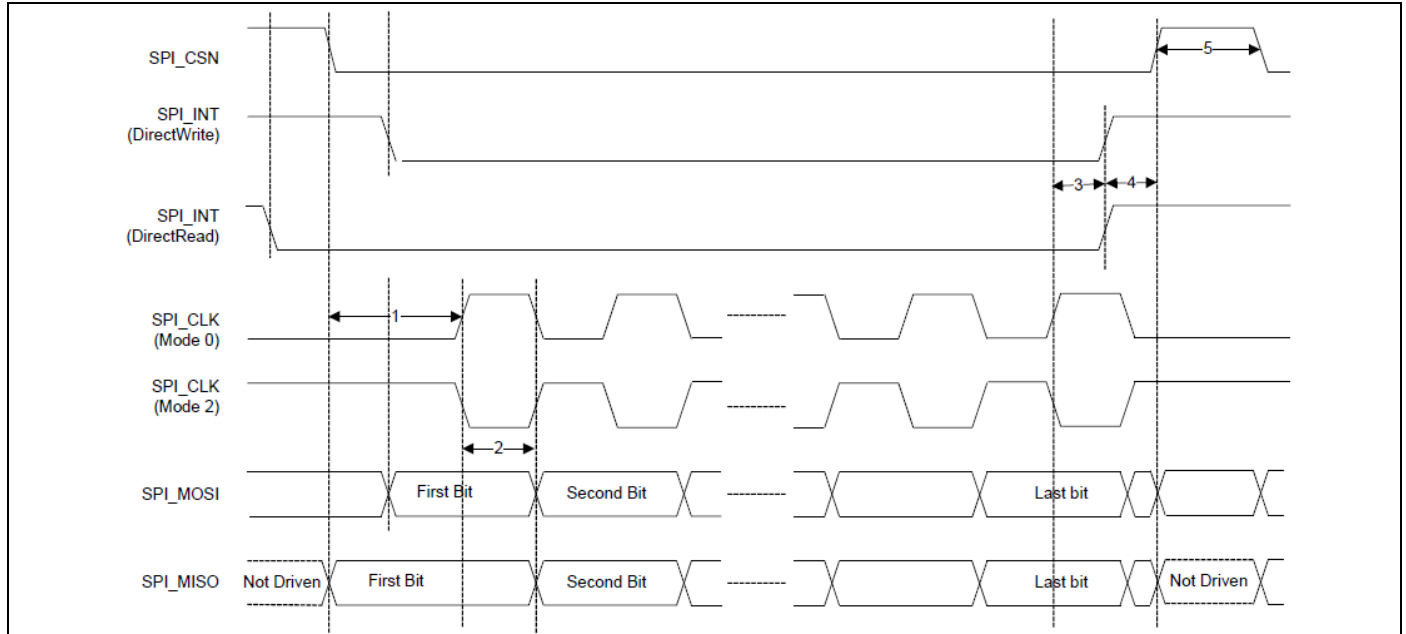 SPI_CSN
5
SPI_INT
(DirectWrite)
3
4
SPI_INT
(DirectRead)
1
SPI_CLK
(Mode 0)
SPI_CLK
(Mode 2)
2
SPI_MOSI
First Bit
Second Bit
Last bit
SPI_MISO
Not Driven
First Bit
Second Bit
Last bit
Not Driven